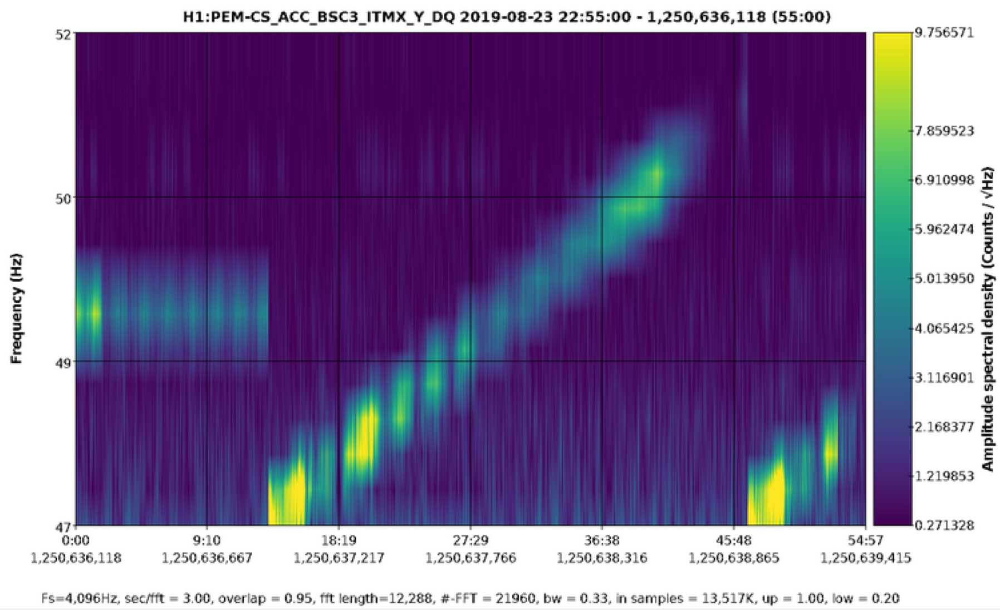 H1:PEM-CS_ACC_BSC3_ITMX_Y_DQ 2019-08-23 22:55:00 - 1,250,636,118 (55:00)
52
50
49
47
Frequency (Hz)
0:00 9:10 18:19 27:29 36:38 45:48 54:57
1,250,636,118 1,250,636,667 1,250,637,217 1,250,637,766 1,250,638,316 1,250,638,865 1,250,639,415
9.756571
7.859523
6.910998
5.962474
5.013950
4.065425
3.116901
2.168377
1.219853
0.271328
Amplitude spectral density (Counts / √Hz)
Fs=4,096Hz, sec/fft = 3.00, overlap = 0.95, fft length=12,288, #-FFT = 21960, bw = 0.33, in samples = 13,517K, up = 1.00, low = 0.20